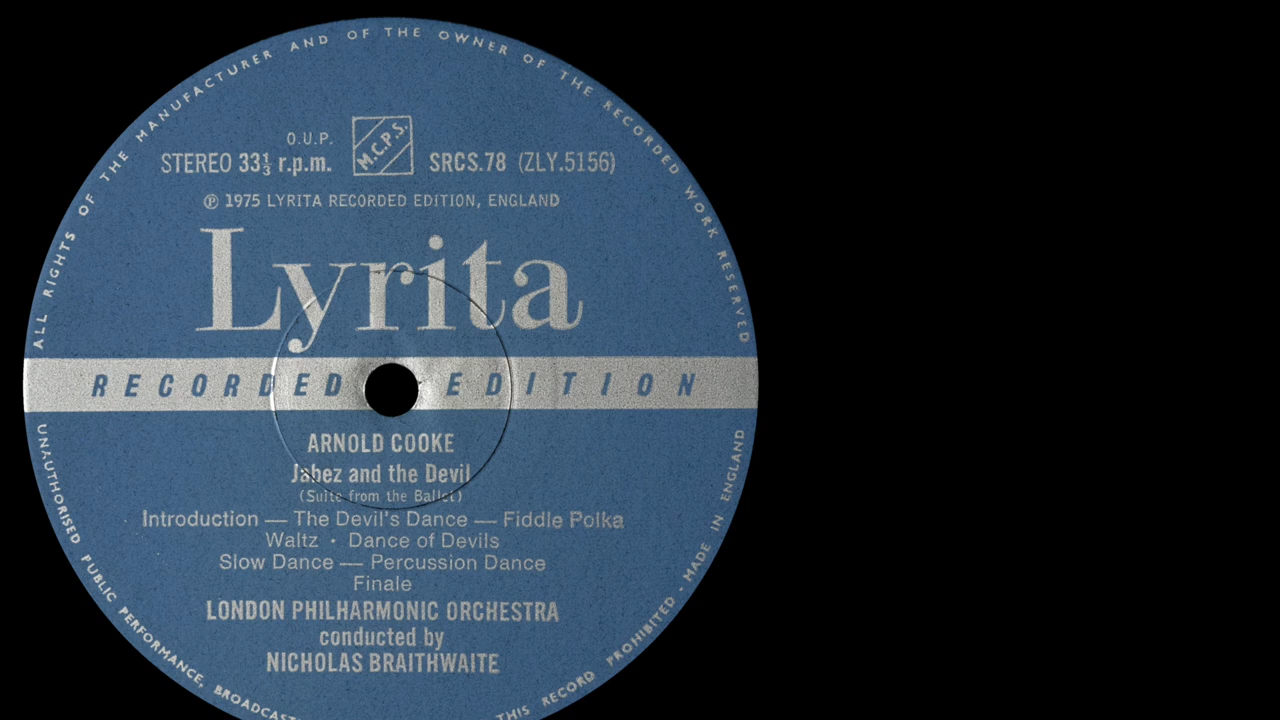 ALL RIGHTS OF THE MANUFACTURER AND OF THE OWNER OF THE RECORDED WORK RESERVED
O.U.P.
M.C.P.S.
STEREO 33⅓ r.p.m.
SRCS.78 (ZLY.5156)
℗ 1975 LYRITA RECORDED EDITION, ENGLAND
Lyrita
RECORDED EDITION
ARNOLD COOKE
Jabez and the Devil
(Suite from the Ballet)
Introduction — The Devil's Dance — Fiddle Polka
Waltz · Dance of Devils
Slow Dance — Percussion Dance
Finale
LONDON PHILHARMONIC ORCHESTRA
conducted by
NICHOLAS BRAITHWAITE
UNAUTHORISED PUBLIC PERFORMANCE,
THIS RECORD PROHIBITED · MADE IN ENGLAND